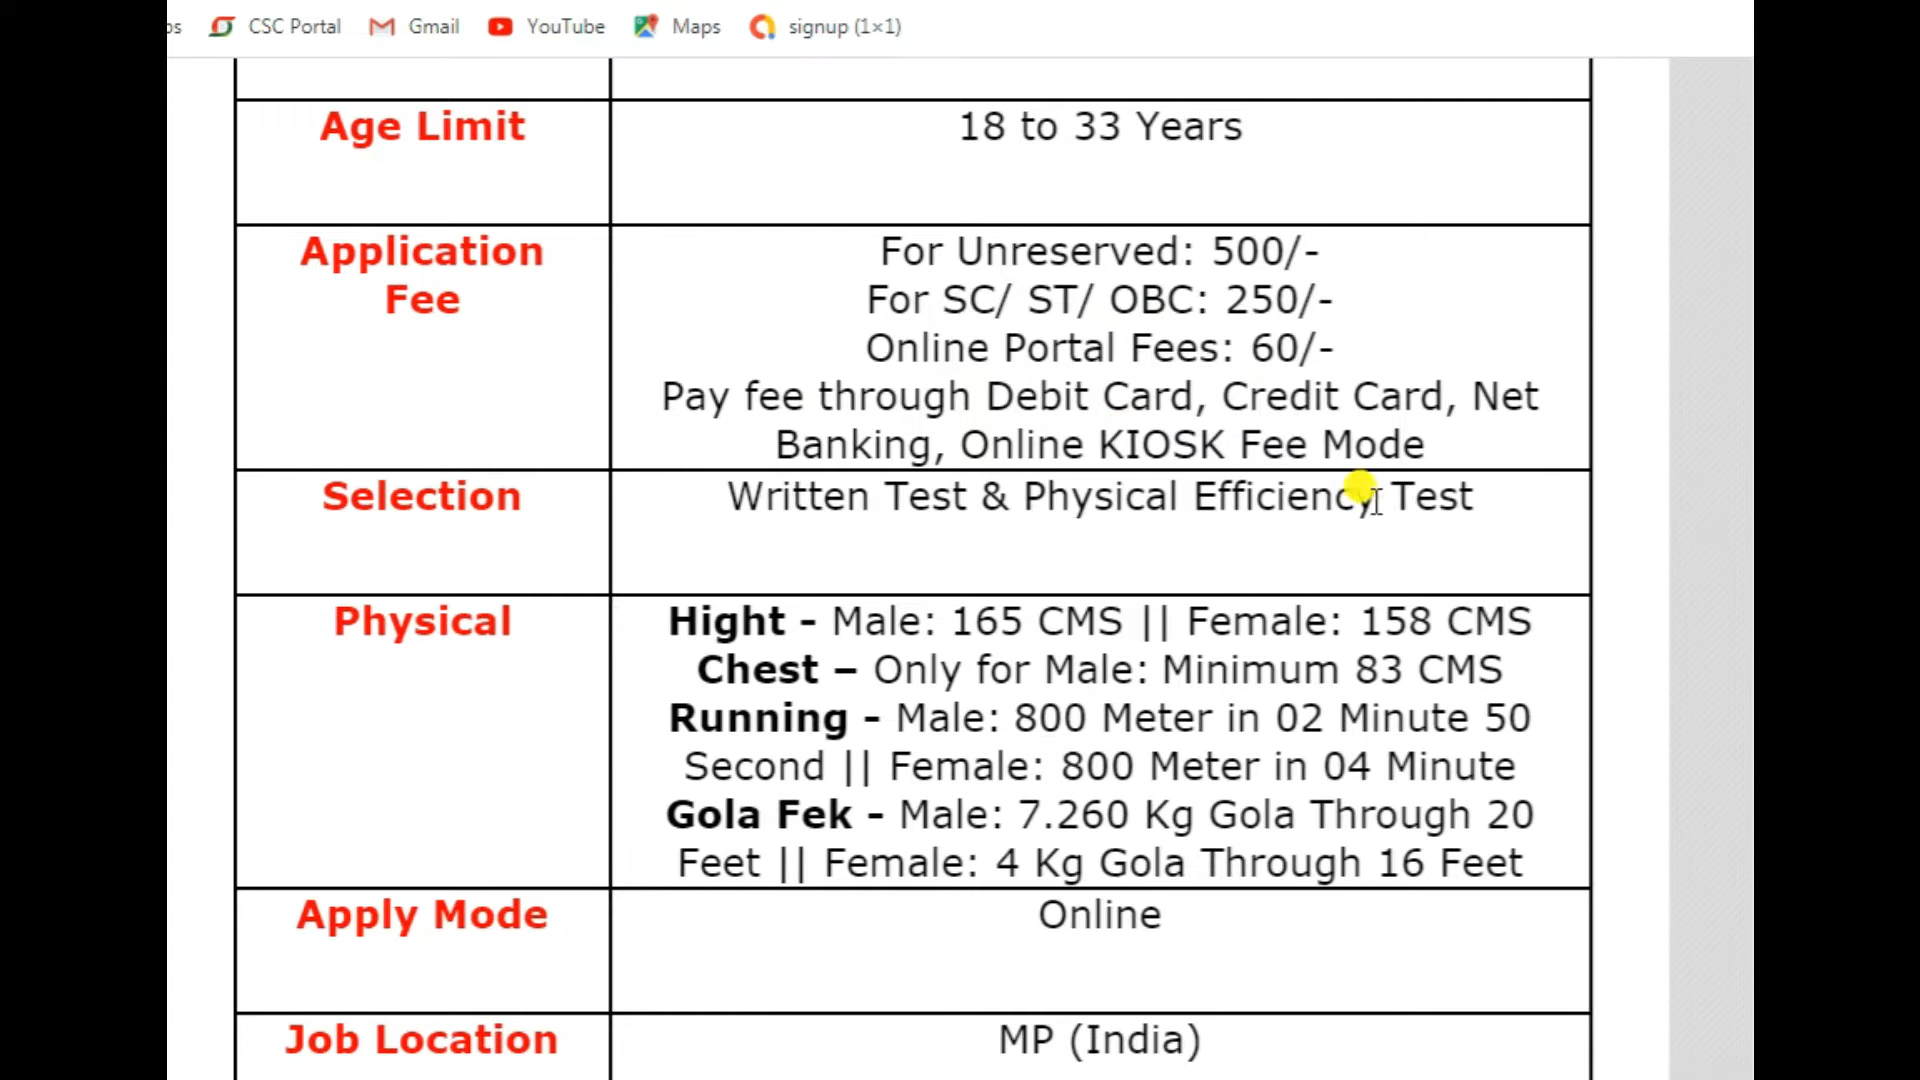 os CSC Portal Gmail YouTube Maps signup (1×1)
Age Limit 18 to 33 Years
Application For Unreserved: 500/-
Fee For SC/ ST/ OBC: 250/-
Online Portal Fees: 60/-
Pay fee through Debit Card, Credit Card, Net
Banking, Online KIOSK Fee Mode
Selection Written Test & Physical Efficiency Test
Physical Hight - Male: 165 CMS || Female: 158 CMS
Chest – Only for Male: Minimum 83 CMS
Running - Male: 800 Meter in 02 Minute 50
Second || Female: 800 Meter in 04 Minute
Gola Fek - Male: 7.260 Kg Gola Through 20
Feet || Female: 4 Kg Gola Through 16 Feet
Apply Mode Online
Job Location MP (India)